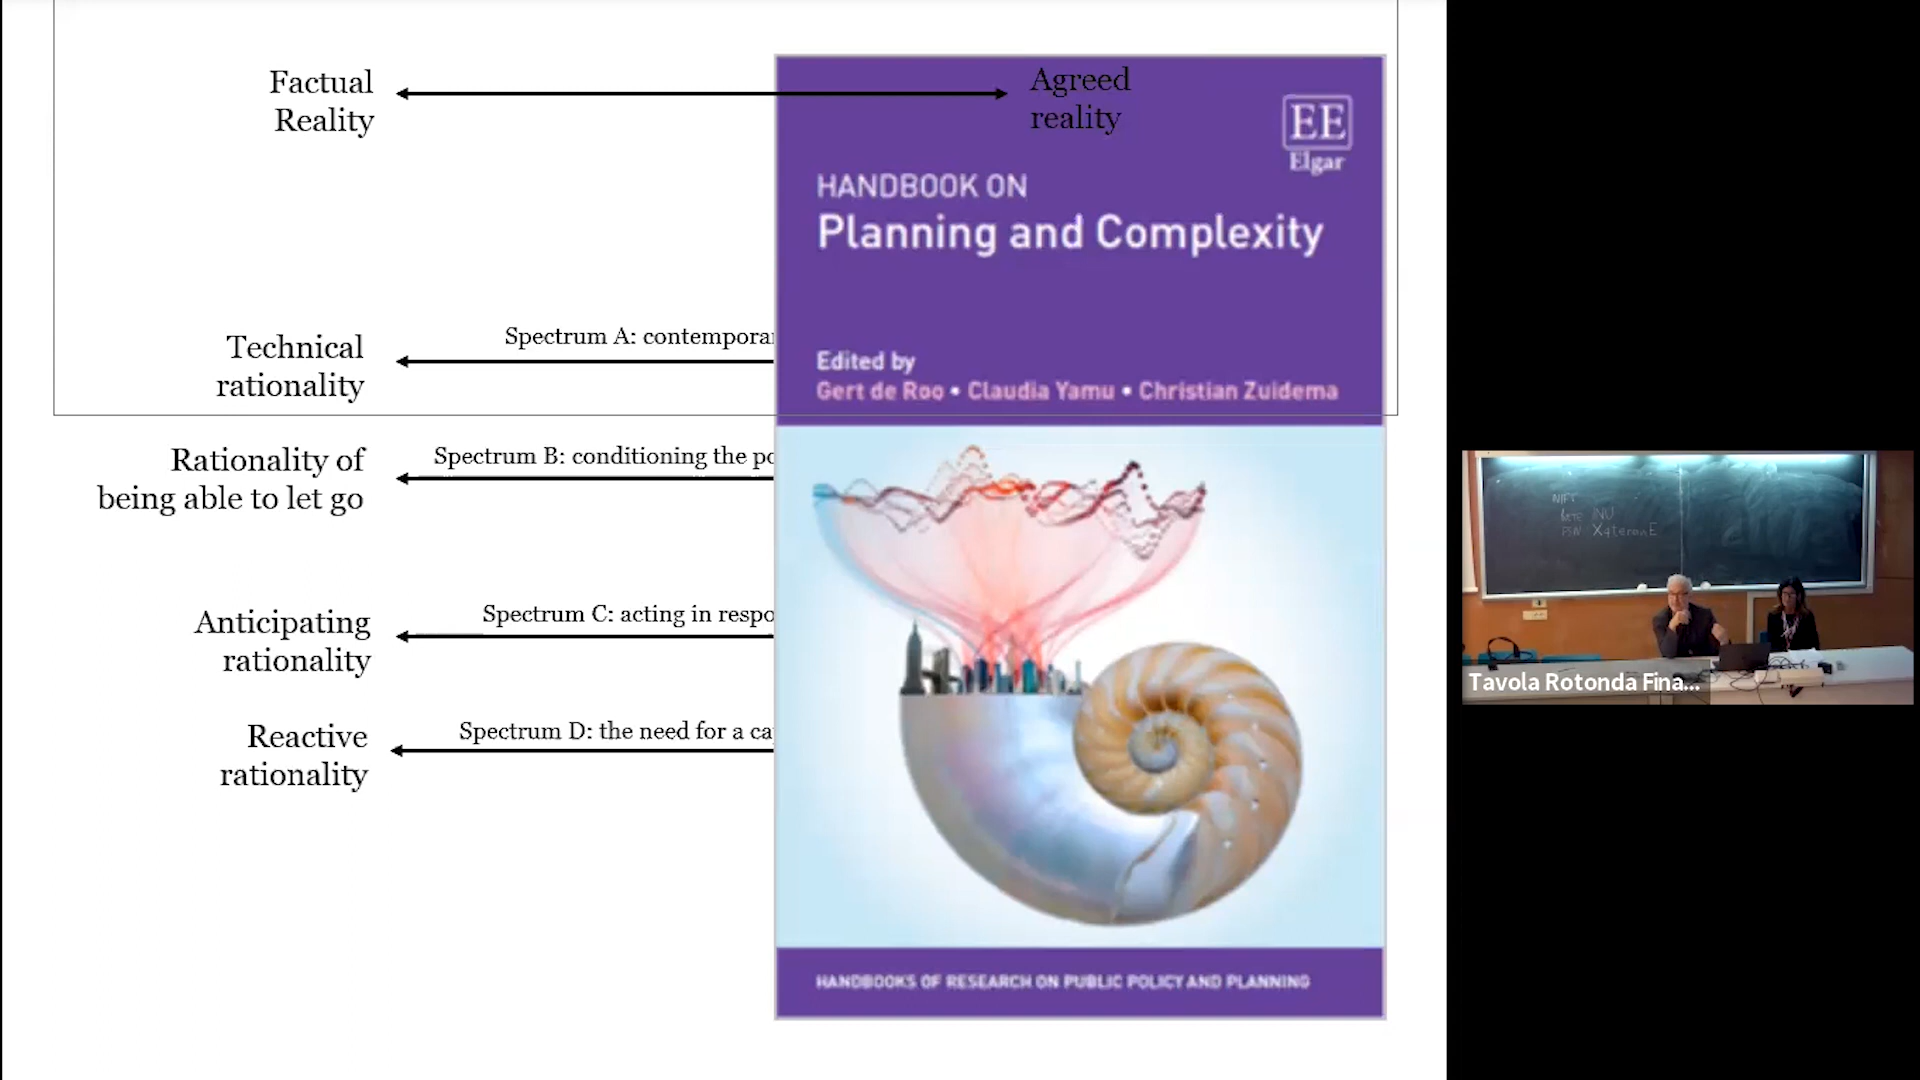 Factual
Reality
Agreed
reality
EE
Elgar
HANDBOOK ON
Planning and Complexity
Technical
rationality
Spectrum A: contemporar
Edited by
Gert de Roo • Claudia Yamu • Christian Zuidema
Rationality of
being able to let go
Spectrum B: conditioning the po
Anticipating
rationality
Spectrum C: acting in respo
Reactive
rationality
Spectrum D: the need for a ca
HANDBOOKS OF RESEARCH ON PUBLIC POLICY AND PLANNING
Tavola Rotonda Fina...